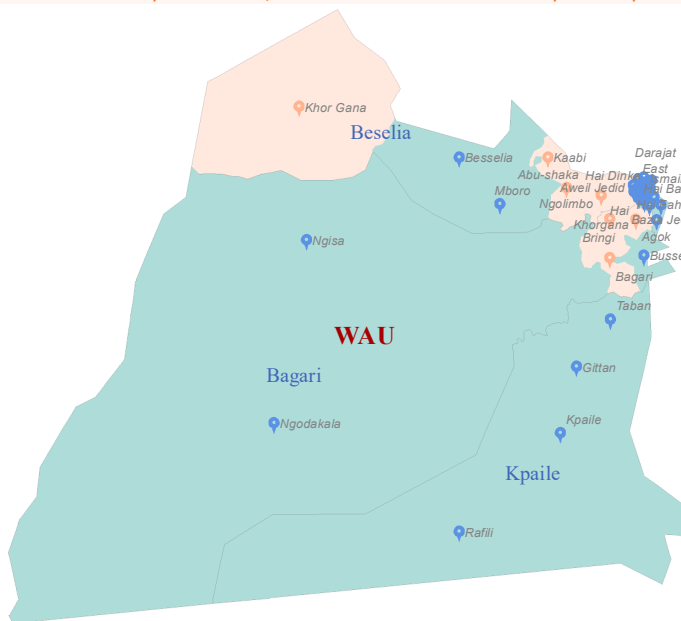 Khor Gana
Beselia
Besselia
Kaabi
Darajat
East
Abu-shaka
Hai Dinka
Aweil Jedid
Mboro
Ngolimbo
Hai
Khorgana
Bringi
Agok
Ngisa
Bagari
Taban
WAU
Gittan
Bagari
Ngodakala
Kpaile
Kpaile
Rafili